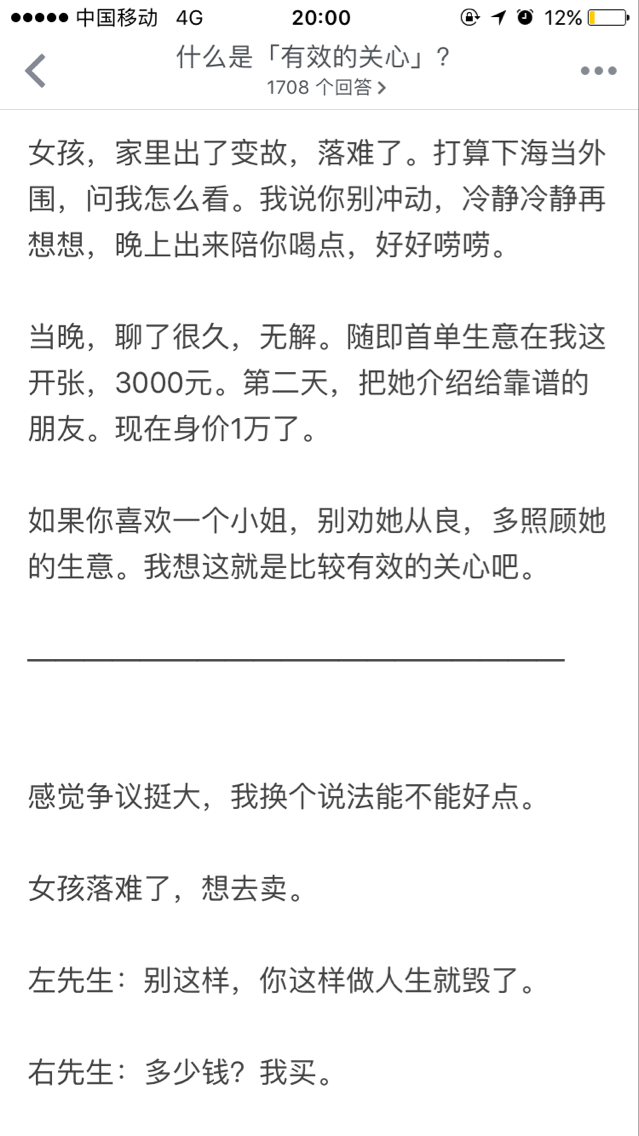 中国移动 4G 20:00 12%
什么是「有效的关心」?
1708 个回答
女孩，家里出了变故，落难了。打算下海当外
围，问我怎么看。我说你别冲动，冷静冷静再
想想，晚上出来陪你喝点，好好唠唠。
当晚，聊了很久，无解。随即首单生意在我这
开张，3000元。第二天，把她介绍给靠谱的
朋友。现在身价1万了。
如果你喜欢一个小姐，别劝她从良，多照顾她
的生意。我想这就是比较有效的关心吧。
感觉争议挺大，我换个说法能不能好点。
女孩落难了，想去卖。
左先生：别这样，你这样做人生就毁了。
右先生：多少钱？我买。